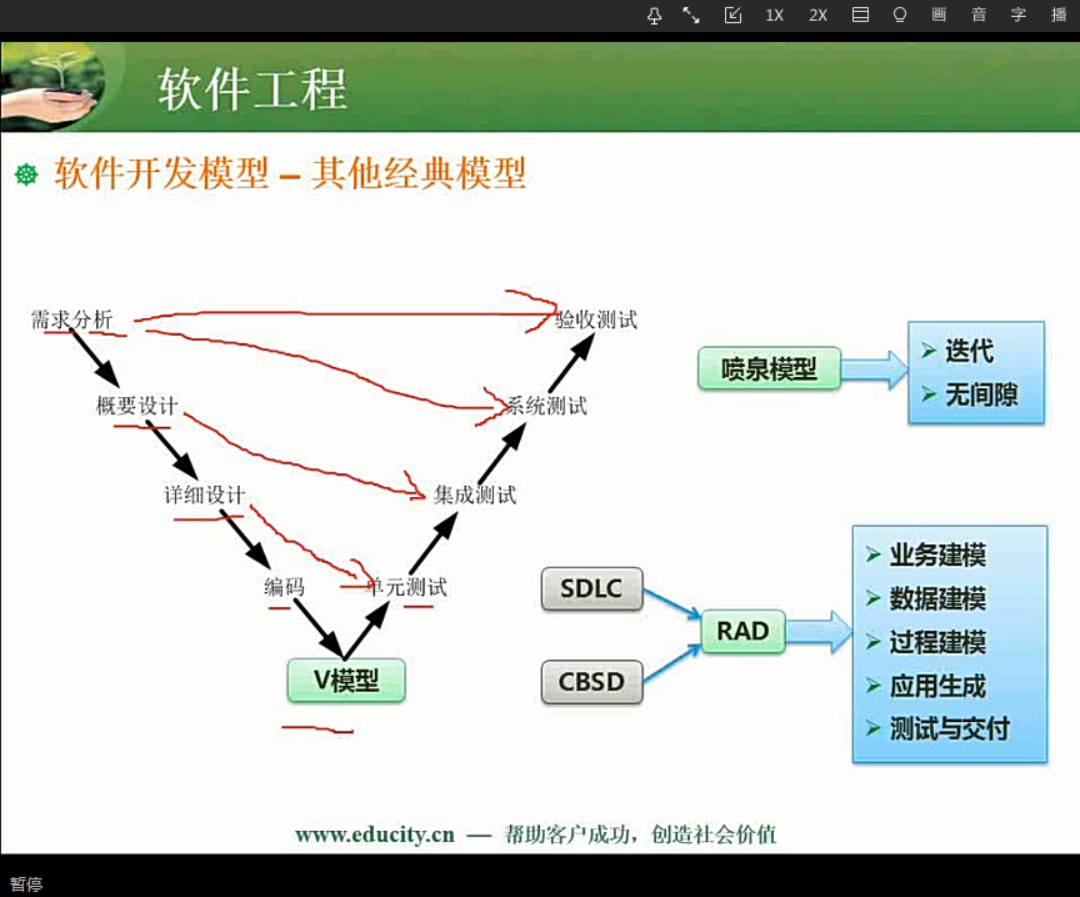 1X 2X 画 音 字 播
软件工程
软件开发模型 – 其他经典模型
需求分析
验收测试
概要设计
系统测试
详细设计
集成测试
编码
单元测试
V模型
喷泉模型
迭代
无间隙
SDLC
CBSD
RAD
业务建模
数据建模
过程建模
应用生成
测试与交付
www.educity.cn — 帮助客户成功，创造社会价值
暂停